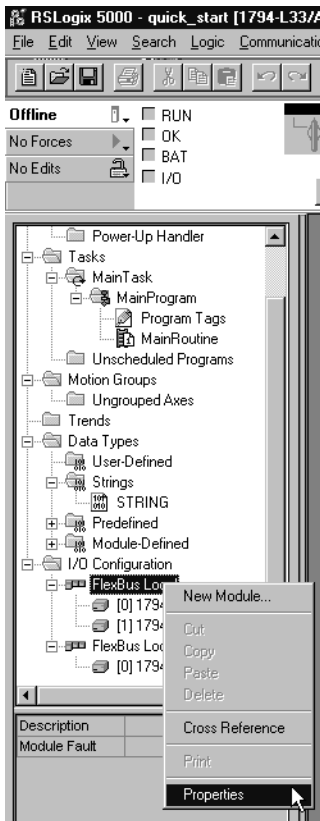 RSLogix 5000 - quick_start [1794-L33/A
File Edit View Search Logic Communicatio
Offline
RUN
No Forces
OK
BAT
No Edits
I/O
Power-Up Handler
Tasks
MainTask
MainProgram
Program Tags
MainRoutine
Unscheduled Programs
Motion Groups
Ungrouped Axes
Trends
Data Types
User-Defined
Strings
STRING
Predefined
Module-Defined
I/O Configuration
FlexBus Loc
[0] 1794
[1] 1794
FlexBus Loc
[0] 1794
New Module...
Cut
Copy
Paste
Delete
Cross Reference
Print
Properties
Description
Module Fault